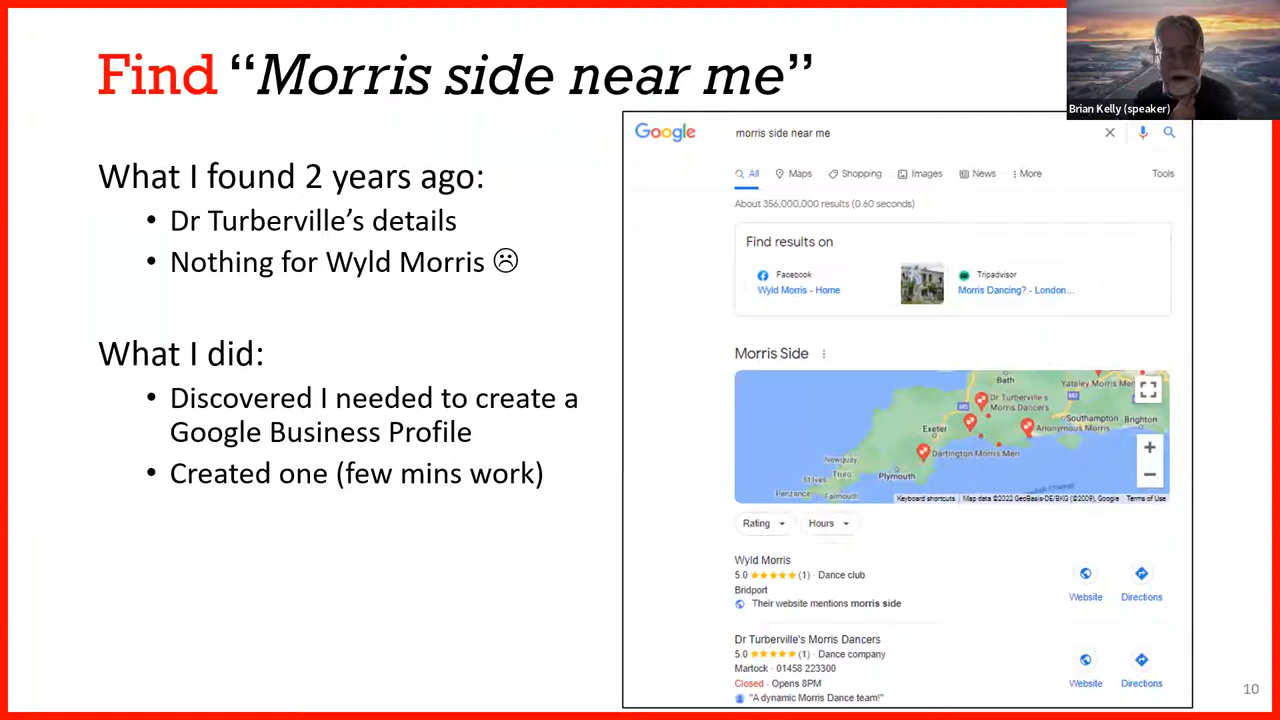 Find “Morris side near me”
Brian Kelly (speaker)
What I found 2 years ago:
• Dr Turberville’s details
• Nothing for Wyld Morris ☹
What I did:
• Discovered I needed to create a
Google Business Profile
• Created one (few mins work)
Google
morris side near me
All Maps Shopping Images News More Tools
About 356,000,000 results (0.60 seconds)
Find results on
Facebook
Wyld Morris - Home
Tripadvisor
Morris Dancing? - London...
Morris Side
Bath
Yateley Morris Men
Dr Turberville's
Morris Dancers
M5
M3
Southampton
Brighton
Exeter
Anonymous Morris
Dartington Morris Men
Newquay
Plymouth
Truro
St Ives
Penzance
Falmouth
Keyboard shortcuts Map data ©2022 GeoBasis-DE/BKG (©2009), Google Terms of Use
Rating Hours
Wyld Morris
5.0 ★★★★★ (1) · Dance club
Bridport
Their website mentions morris side
Website Directions
Dr Turberville's Morris Dancers
5.0 ★★★★★ (1) · Dance company
Martock · 01458 223300
Closed · Opens 8PM
"A dynamic Morris Dance team!"
Website Directions
10